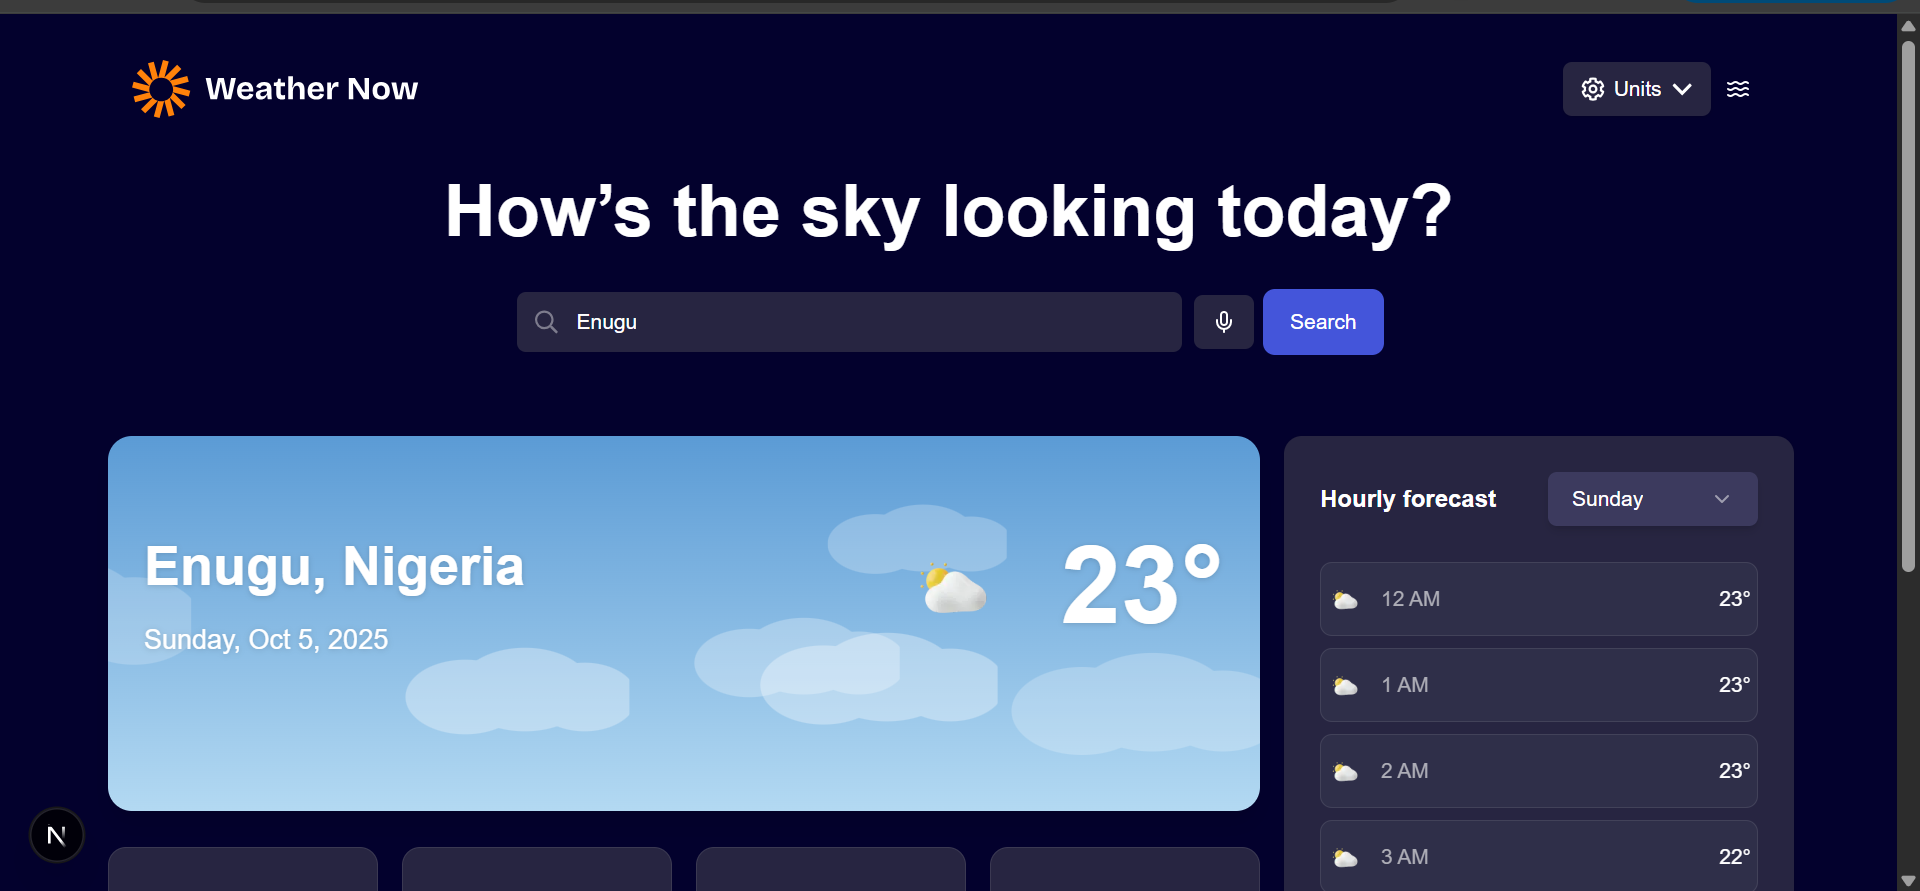 Weather Now
Units
How’s the sky looking today?
Enugu
Search
Enugu, Nigeria
Sunday, Oct 5, 2025
23°
Hourly forecast
Sunday
12 AM 23°
1 AM 23°
2 AM 23°
3 AM 22°
N